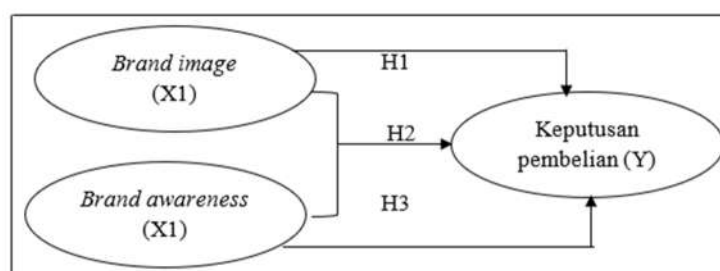 Brand image
(X1)
H1
H2
Keputusan
pembelian (Y)
Brand awareness
(X1)
H3